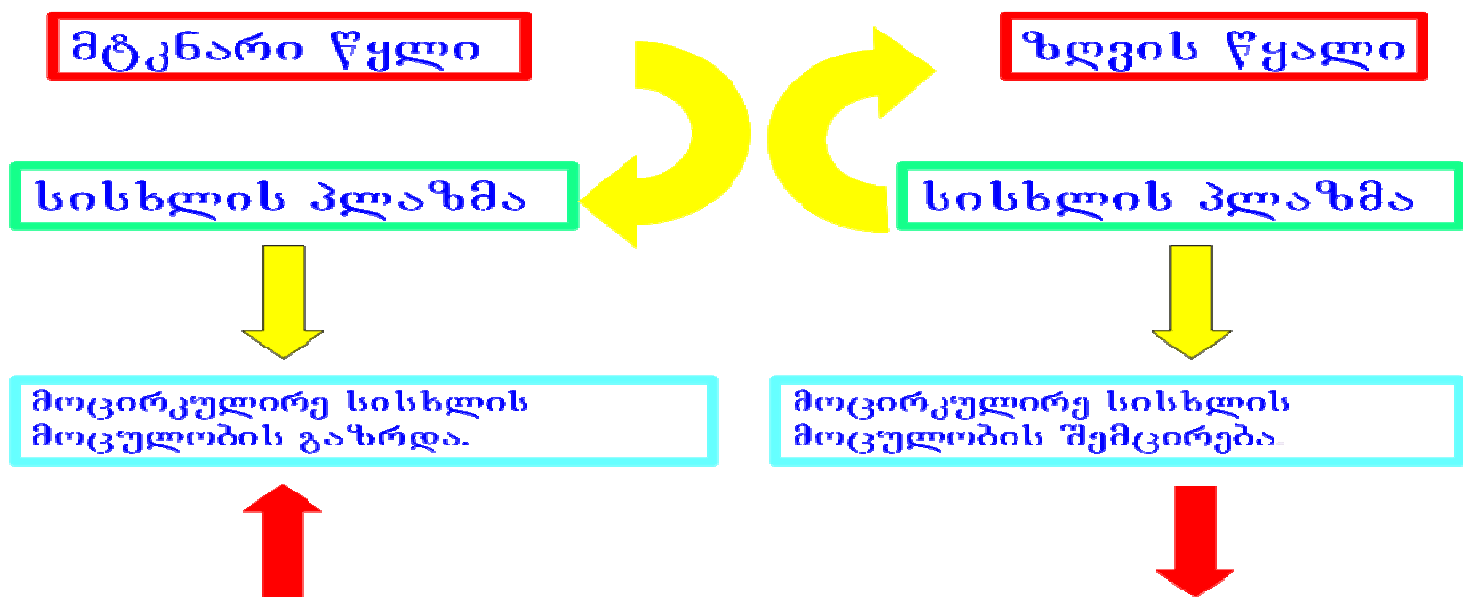 მტკნარი წყლი
ზღვის წყალი
სისხლის პლაზმა
სისხლის პლაზმა
მოცირკულირე სისხლის
მოცულობის გაზრდა.
მოცირკულირე სისხლის
მოცულობის შემცირება